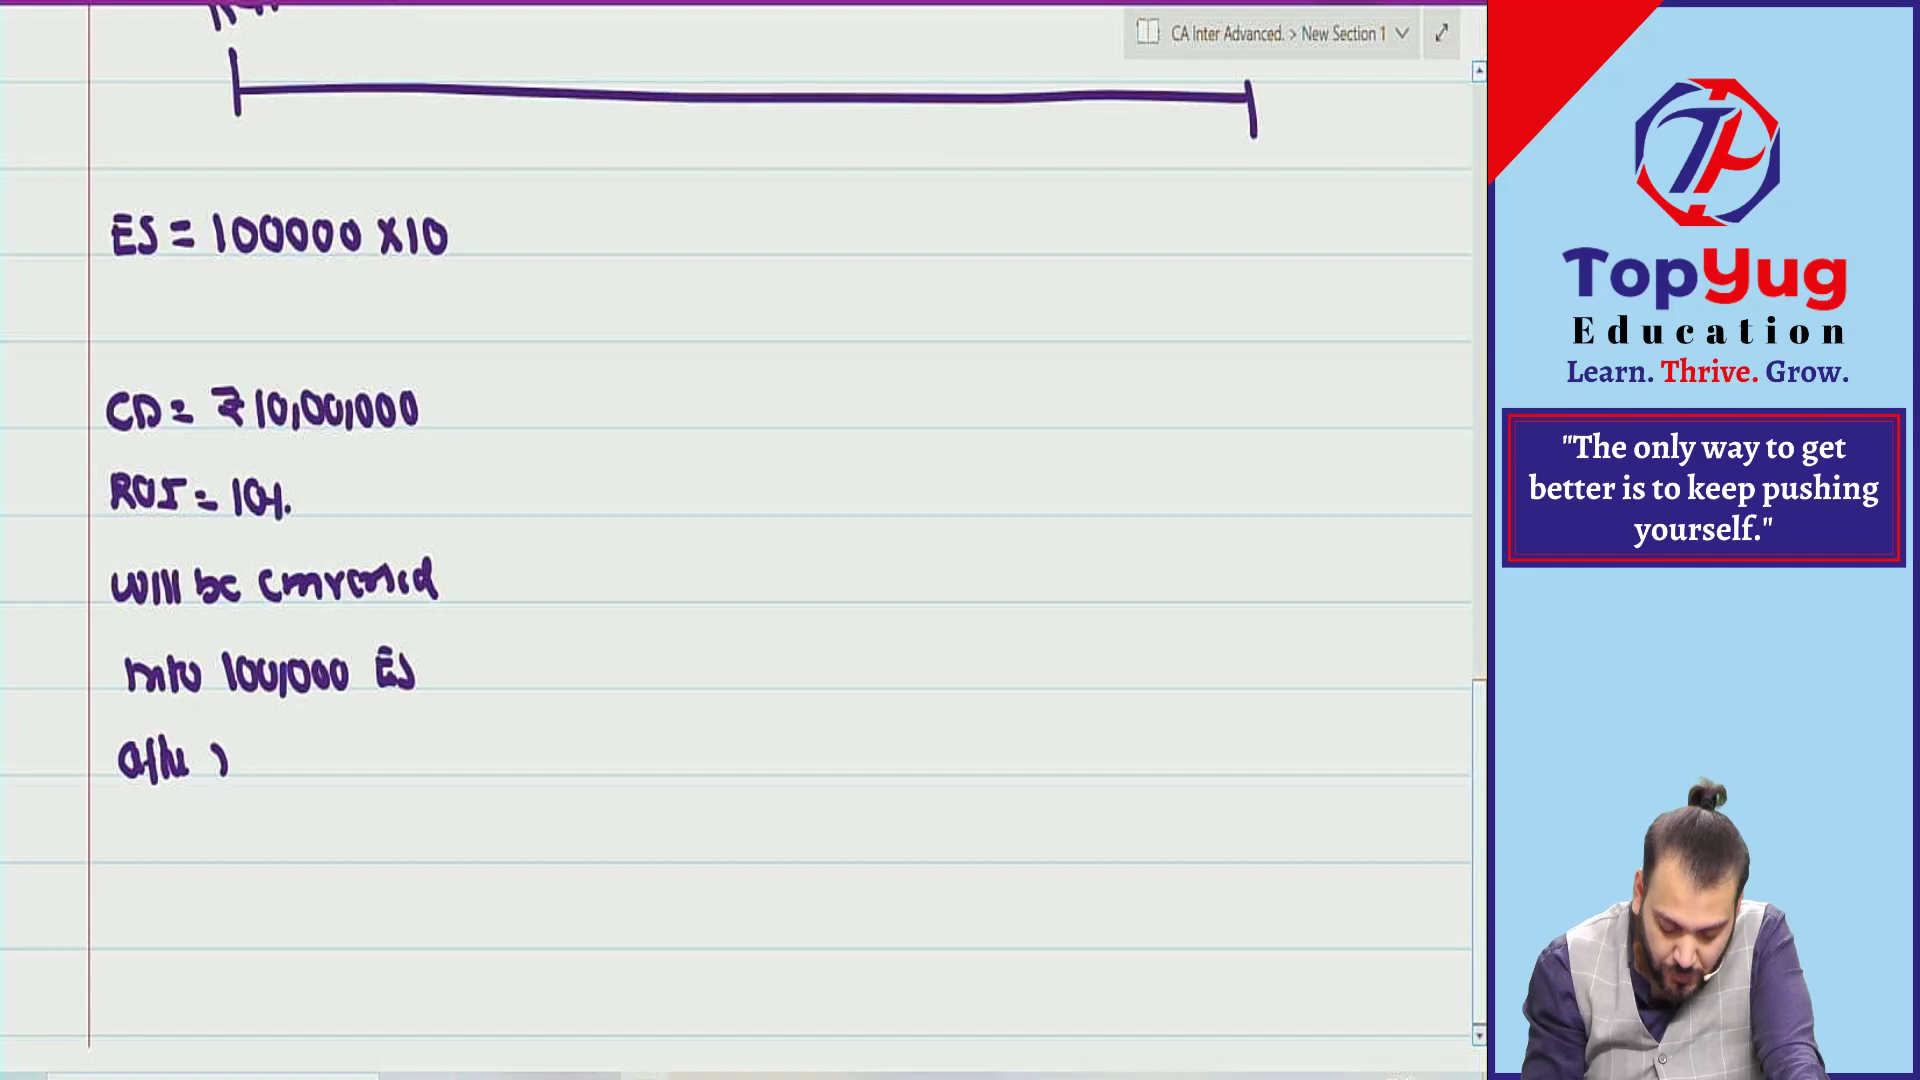 CA Inter Advanced. > New Section 1
ES = 100000 X10
CD = ₹10,00,000
ROI = 10%.
will be converted
into 100,000 ES
after
TopYug
Education
Learn. Thrive. Grow.
"The only way to get
better is to keep pushing
yourself."